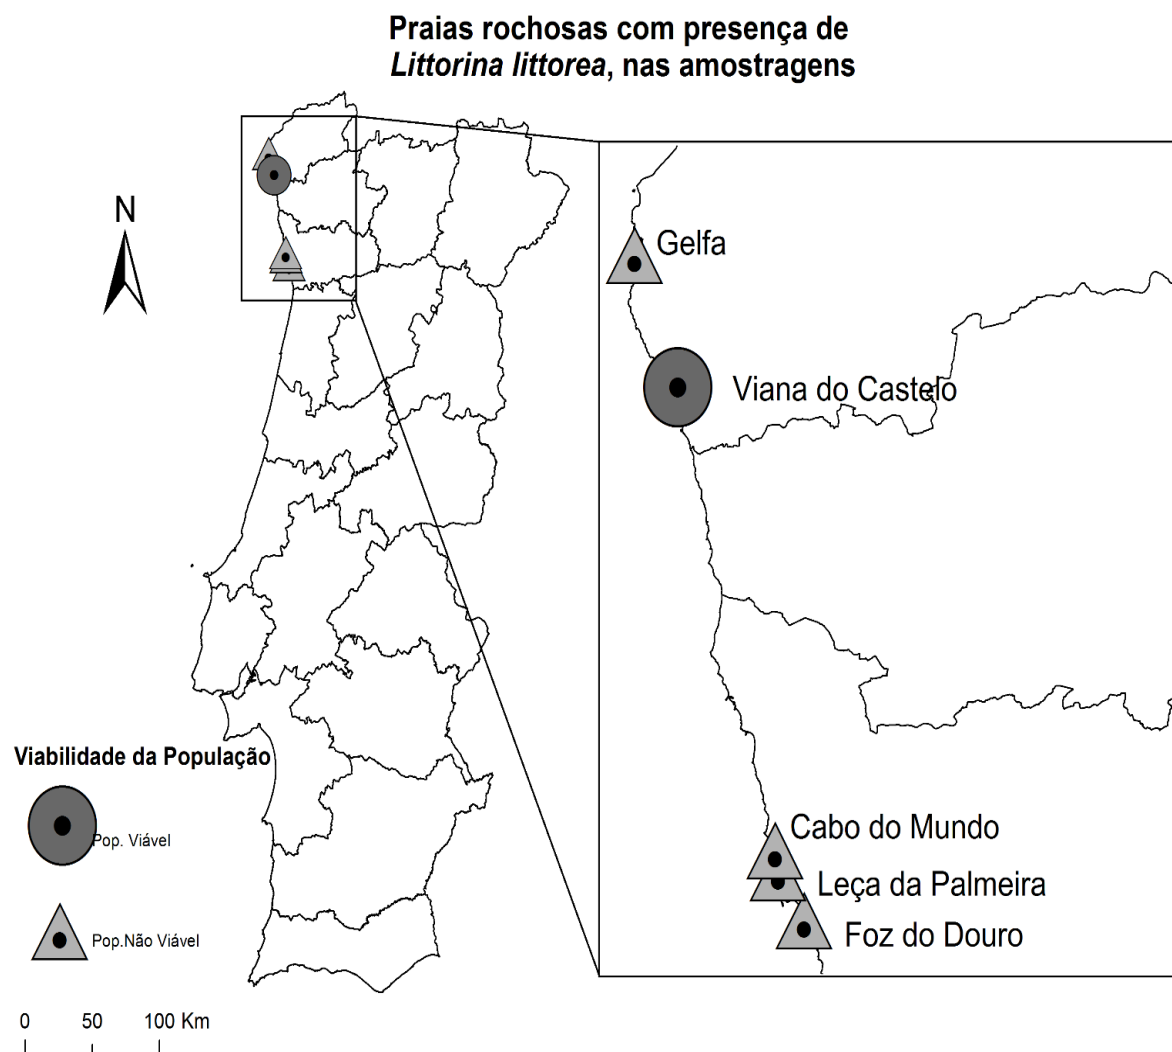 Praias rochosas com presença de
Littorina littorea, nas amostragens
N
Gelfa
Viana do Castelo
Cabo do Mundo
Leça da Palmeira
Foz do Douro
Viabilidade da População
Pop. Viável
Pop.Não Viável
0 50 100 Km